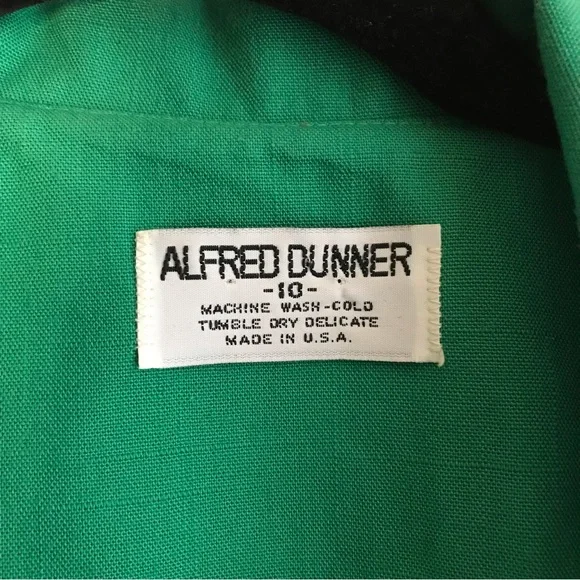 ALFRED DUNNER
-10-
MACHINE WASH-COLD
TUMBLE DRY DELICATE
MADE IN U.S.A.